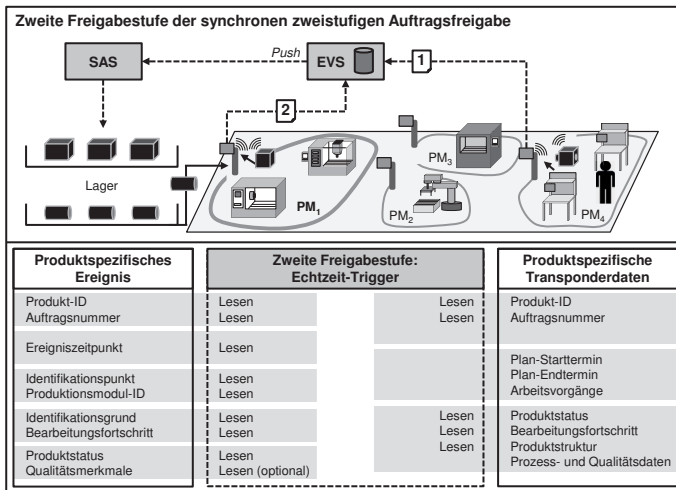 Zweite Freigabestufe der synchronen zweistufigen Auftragsfreigabe
SAS
Push
EVS
1
2
Lager
PM1
PM2
PM3
PM4
Produktspezifisches
Ereignis
Zweite Freigabestufe:
Echtzeit-Trigger
Produktspezifische
Transponderdaten
Produkt-ID Lesen Lesen Produkt-ID
Auftragsnummer Lesen Lesen Auftragsnummer
Ereigniszeitpunkt Lesen
Plan-Starttermin
Identifikationspunkt Lesen Plan-Endtermin
Produktionsmodul-ID Lesen Arbeitsvorgänge
Identifikationsgrund Lesen Lesen Produktstatus
Bearbeitungsfortschritt Lesen Lesen Bearbeitungsfortschritt
Lesen Produktstruktur
Produktstatus Lesen Prozess- und Qualitätsdaten
Qualitätsmerkmale Lesen (optional)